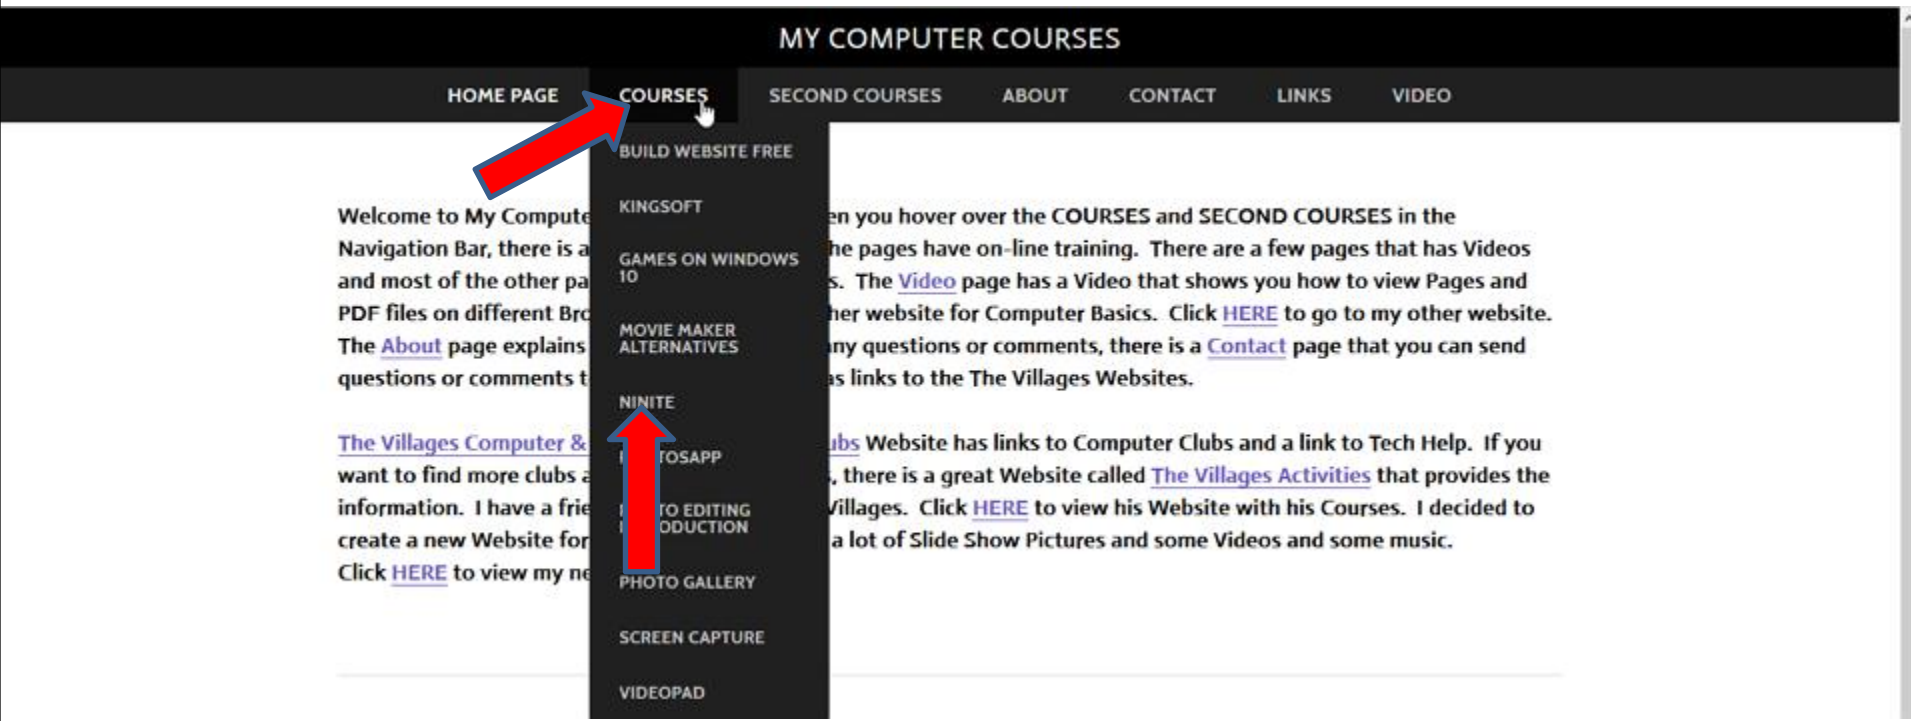 MY COMPUTER COURSES
HOME PAGE COURSES SECOND COURSES ABOUT CONTACT LINKS VIDEO
BUILD WEBSITE FREE
KINGSOFT
GAMES ON WINDOWS
10
MOVIE MAKER
ALTERNATIVES
NINITE
TOSAPP
TO EDITING
ODUCTION
PHOTO GALLERY
SCREEN CAPTURE
VIDEOPAD
Welcome to My Compute en you hover over the COURSES and SECOND COURSES in the
Navigation Bar, there is a he pages have on-line training. There are a few pages that has Videos
and most of the other pa s. The Video page has a Video that shows you how to view Pages and
PDF files on different Bro her website for Computer Basics. Click HERE to go to my other website.
The About page explains ny questions or comments, there is a Contact page that you can send
questions or comments t as links to the The Villages Websites.
The Villages Computer & ubs Website has links to Computer Clubs and a link to Tech Help. If you
want to find more clubs a , there is a great Website called The Villages Activities that provides the
information. I have a frie Villages. Click HERE to view his Website with his Courses. I decided to
create a new Website for a lot of Slide Show Pictures and some Videos and some music.
Click HERE to view my ne